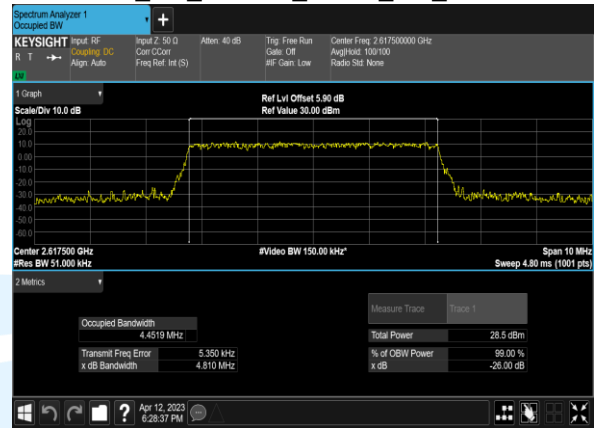 Spectrum Analyzer 1
Occupied BW
KEYSIGHT Input: RF Input Z: 50 Ω Atten: 40 dB Trig: Free Run Center Freq: 2.617500000 GHz
R T Coupling: DC Corr CCorr Gate: Off Avg|Hold: 100/100
Align: Auto Freq Ref: Int (S) #IF Gain: Low Radio Std: None
1 Graph
Ref Lvl Offset 5.90 dB
Scale/Div 10.0 dB Ref Value 30.00 dBm
Log
20.0
10.0
0.00
-10.0
-20.0
-30.0
-40.0
-50.0
-60.0
Center 2.617500 GHz #Video BW 150.00 kHz* Span 10 MHz
#Res BW 51.000 kHz Sweep 4.80 ms (1001 pts)
2 Metrics
Measure Trace Trace 1
Occupied Bandwidth
4.4519 MHz Total Power 28.5 dBm
Transmit Freq Error 5.350 kHz % of OBW Power 99.00 %
x dB Bandwidth 4.810 MHz x dB -26.00 dB
? Apr 12, 2023
6:28:37 PM